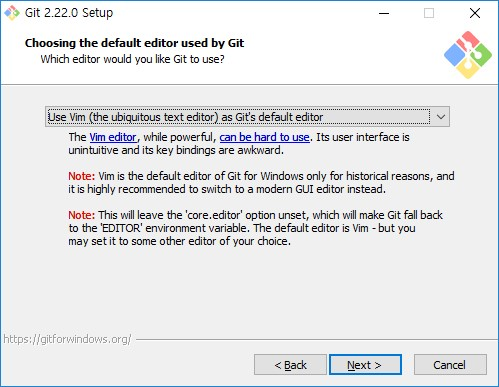 Git 2.22.0 Setup
Choosing the default editor used by Git
Which editor would you like Git to use?
Use Vim (the ubiquitous text editor) as Git's default editor
The Vim editor, while powerful, can be hard to use. Its user interface is
unintuitive and its key bindings are awkward.
Note: Vim is the default editor of Git for Windows only for historical reasons, and
it is highly recommended to switch to a modern GUI editor instead.
Note: This will leave the 'core.editor' option unset, which will make Git fall back
to the 'EDITOR' environment variable. The default editor is Vim - but you
may set it to some other editor of your choice.
https://gitforwindows.org/
< Back
Next >
Cancel